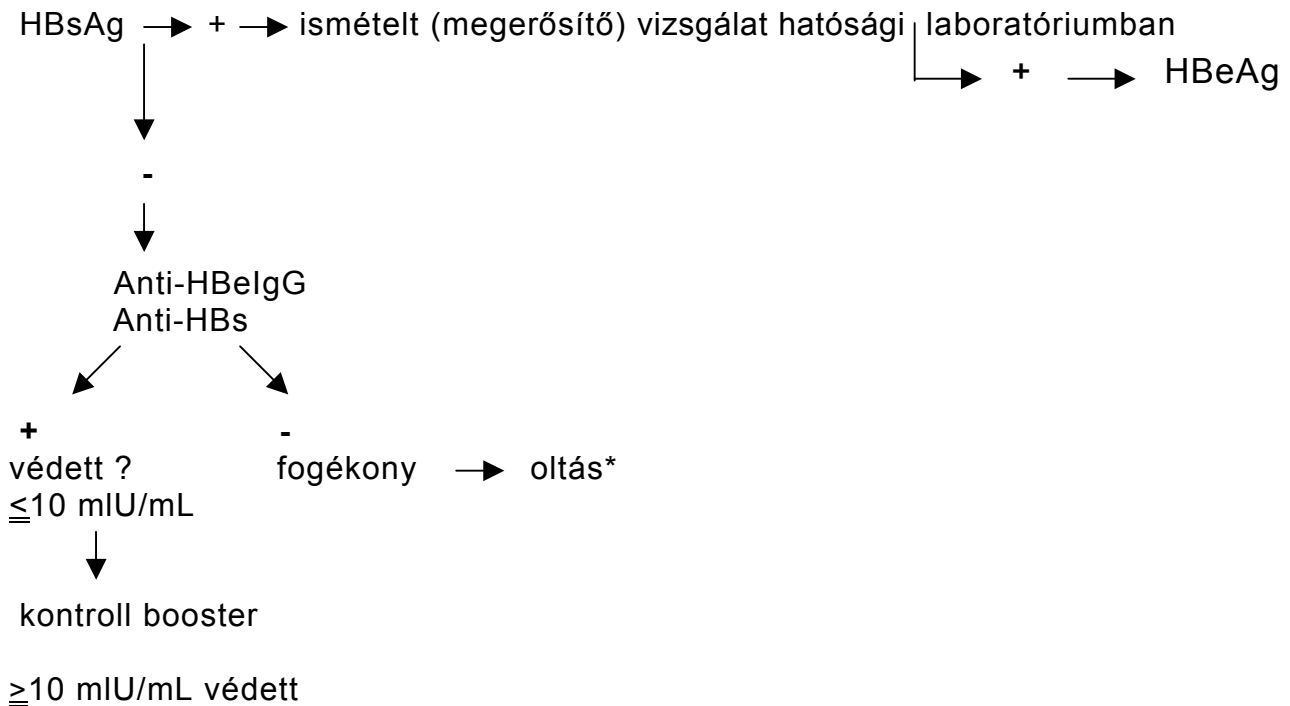 HBsAg → + → ismételt (megerősítő) vizsgálat hatósági laboratóriumban
+ → HBeAg
-
Anti-HBeIgG
Anti-HBs
+ -
védett ? fogékony → oltás*
≤10 mIU/mL
kontroll booster
≥10 mIU/mL védett